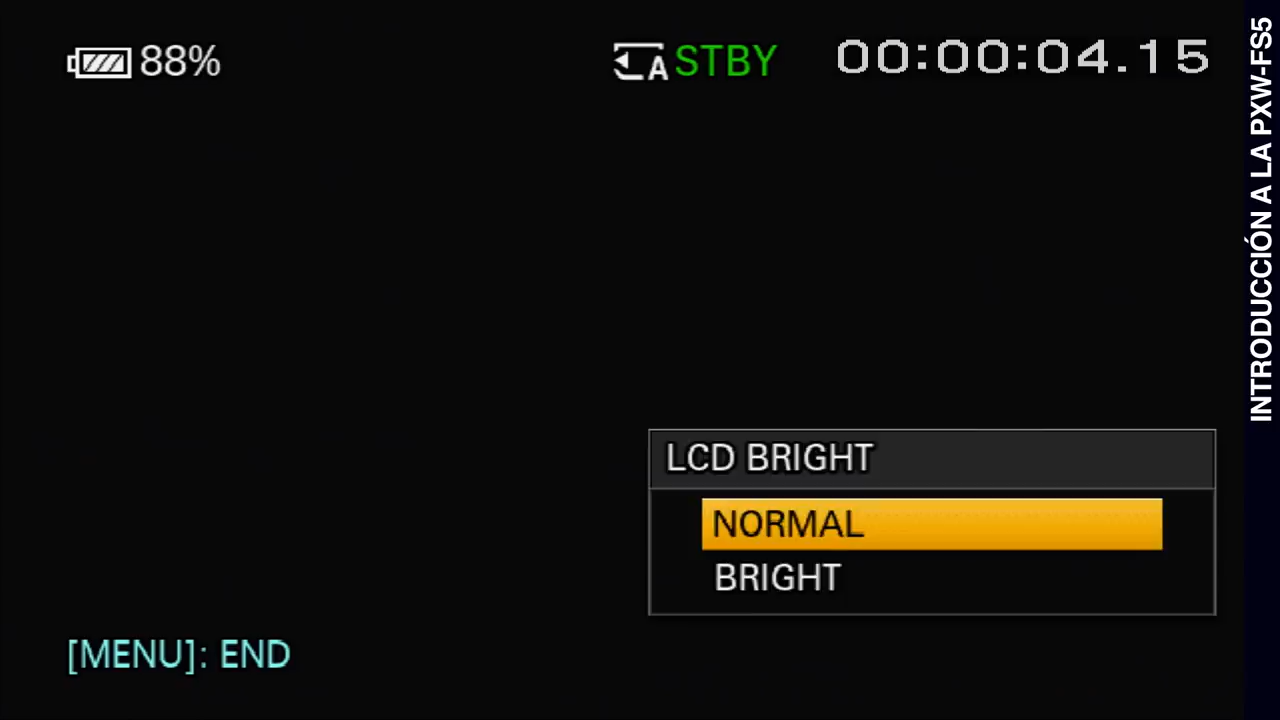 88%
A STBY 00:00:04.15
LCD BRIGHT
NORMAL
BRIGHT
[MENU]: END
INTRODUCCIÓN A LA PXW-FS5